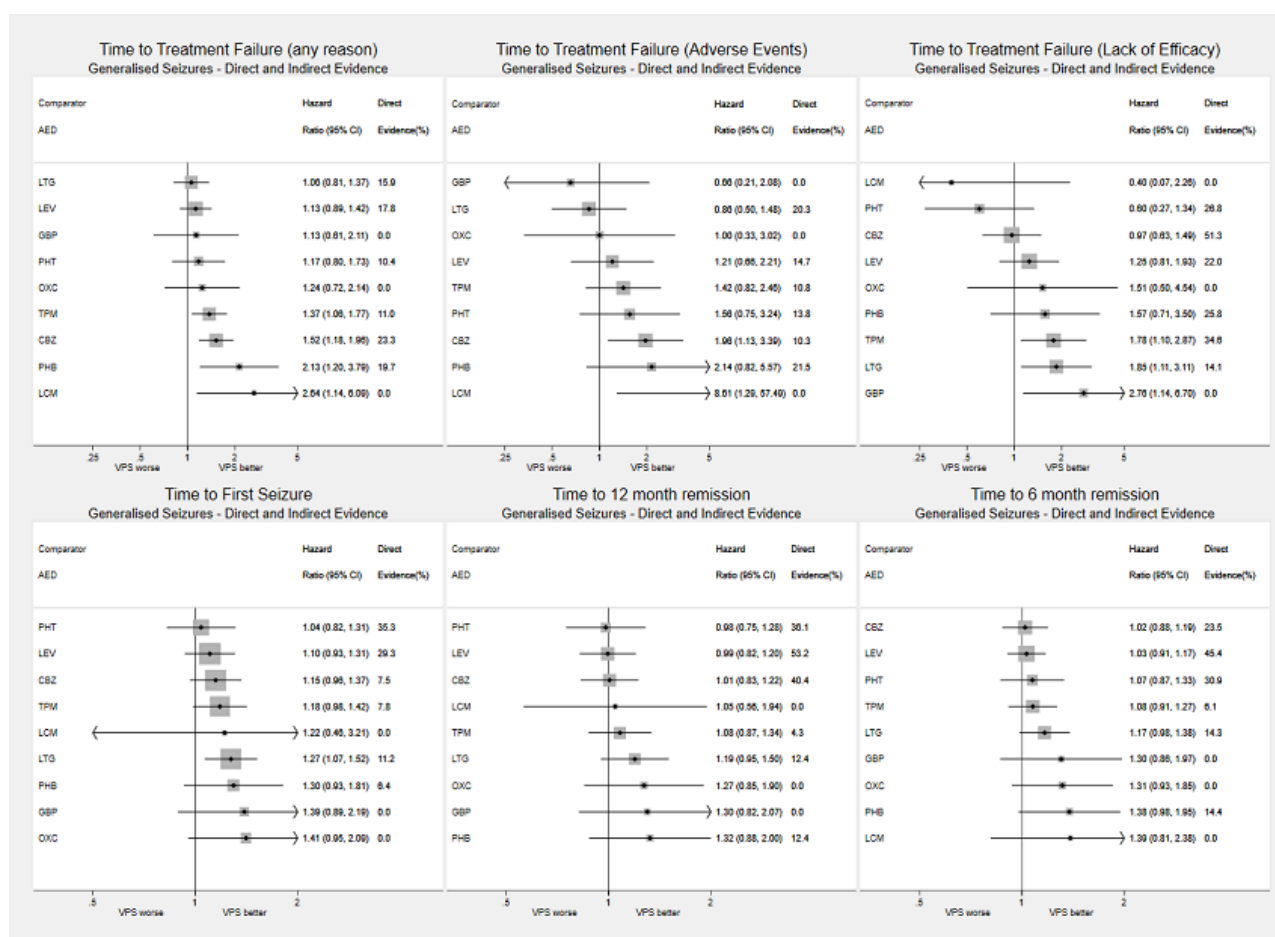 Time to Treatment Failure (any reason)
Generalised Seizures - Direct and Indirect Evidence
Comparator Hazard Direct
AED Ratio (95% CI) Evidence(%)
LTG 1.06 (0.81, 1.37) 15.9
LEV 1.13 (0.89, 1.42) 17.8
GBP 1.13 (0.61, 2.11) 0.0
PHT 1.17 (0.80, 1.73) 10.4
OXC 1.24 (0.72, 2.14) 0.0
TPM 1.37 (1.06, 1.77) 11.0
CBZ 1.52 (1.18, 1.96) 23.3
PHB 2.13 (1.20, 3.79) 19.7
LCM 2.64 (1.14, 6.09) 0.0
.25 .5 1 2 5
VPS worse VPS better
Time to Treatment Failure (Adverse Events)
Generalised Seizures - Direct and Indirect Evidence
Comparator Hazard Direct
AED Ratio (95% CI) Evidence(%)
GBP 0.66 (0.21, 2.08) 0.0
LTG 0.86 (0.50, 1.48) 20.3
OXC 1.00 (0.33, 3.02) 0.0
LEV 1.21 (0.66, 2.21) 14.7
TPM 1.42 (0.82, 2.46) 10.8
PHT 1.56 (0.75, 3.24) 13.8
CBZ 1.96 (1.13, 3.39) 10.3
PHB 2.14 (0.82, 5.57) 21.5
LCM 8.61 (1.29, 57.49) 0.0
.25 .5 1 2 5
VPS worse VPS better
Time to Treatment Failure (Lack of Efficacy)
Generalised Seizures - Direct and Indirect Evidence
Comparator Hazard Direct
AED Ratio (95% CI) Evidence(%)
LCM 0.40 (0.07, 2.26) 0.0
PHT 0.60 (0.27, 1.34) 26.8
CBZ 0.97 (0.63, 1.49) 51.3
LEV 1.25 (0.81, 1.93) 22.0
OXC 1.51 (0.50, 4.54) 0.0
PHB 1.57 (0.71, 3.50) 25.8
TPM 1.78 (1.10, 2.87) 34.6
LTG 1.85 (1.11, 3.11) 14.1
GBP 2.76 (1.14, 6.70) 0.0
.25 .5 1 2 5
VPS worse VPS better
Time to First Seizure
Generalised Seizures - Direct and Indirect Evidence
Comparator Hazard Direct
AED Ratio (95% CI) Evidence(%)
PHT 1.04 (0.82, 1.31) 35.3
LEV 1.10 (0.93, 1.31) 29.3
CBZ 1.15 (0.96, 1.37) 7.5
TPM 1.18 (0.98, 1.42) 7.8
LCM 1.22 (0.46, 3.21) 0.0
LTG 1.27 (1.07, 1.52) 11.2
PHB 1.30 (0.93, 1.81) 6.4
GBP 1.39 (0.89, 2.19) 0.0
OXC 1.41 (0.95, 2.09) 0.0
.5 1 2
VPS worse VPS better
Time to 12 month remission
Generalised Seizures - Direct and Indirect Evidence
Comparator Hazard Direct
AED Ratio (95% CI) Evidence(%)
PHT 0.98 (0.75, 1.28) 36.1
LEV 0.99 (0.82, 1.20) 53.2
CBZ 1.01 (0.83, 1.22) 40.4
LCM 1.05 (0.56, 1.94) 0.0
TPM 1.08 (0.87, 1.34) 4.3
LTG 1.19 (0.95, 1.50) 12.4
OXC 1.27 (0.85, 1.90) 0.0
GBP 1.30 (0.82, 2.07) 0.0
PHB 1.32 (0.88, 2.00) 12.4
.5 1 2
VPS worse VPS better
Time to 6 month remission
Generalised Seizures - Direct and Indirect Evidence
Comparator Hazard Direct
AED Ratio (95% CI) Evidence(%)
CBZ 1.02 (0.88, 1.19) 23.5
LEV 1.03 (0.91, 1.17) 45.4
PHT 1.07 (0.87, 1.33) 30.9
TPM 1.08 (0.91, 1.27) 6.1
LTG 1.17 (0.98, 1.38) 14.3
GBP 1.30 (0.86, 1.97) 0.0
OXC 1.31 (0.93, 1.85) 0.0
PHB 1.38 (0.98, 1.95) 14.4
LCM 1.39 (0.81, 2.38) 0.0
.5 1 2
VPS worse VPS better